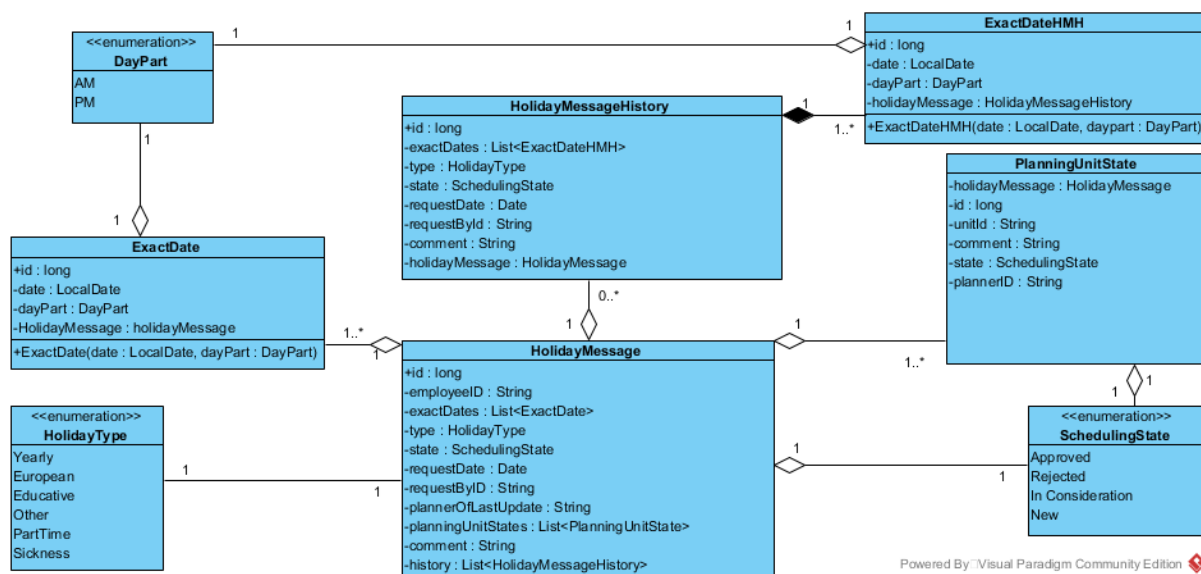 <<enumeration>>
DayPart
AM
PM
1
1
ExactDateHMH
+id : long
-date : LocalDate
-dayPart : DayPart
-holidayMessage : HolidayMessageHistory
+ExactDateHMH(date : LocalDate, daypart : DayPart)
HolidayMessageHistory
+id : long
-exactDates : List<ExactDateHMH>
-type : HolidayType
-state : SchedulingState
-requestDate : Date
-requestById : String
-comment : String
-holidayMessage : HolidayMessage
1
1..*
PlanningUnitState
-holidayMessage : HolidayMessage
-id : long
-unitId : String
-comment : String
-state : SchedulingState
-plannerID : String
1
1
ExactDate
+id : long
-date : LocalDate
-dayPart : DayPart
-HolidayMessage : holidayMessage
+ExactDate(date : LocalDate, dayPart : DayPart)
1..*
1
0..*
1
1
1..*
HolidayMessage
+id : long
-employeeID : String
-exactDates : List<ExactDate>
-type : HolidayType
-state : SchedulingState
-requestDate : Date
-requestByID : String
-plannerOfLastUpdate : String
-planningUnitStates : List<PlanningUnitState>
-comment : String
-history : List<HolidayMessageHistory>
<<enumeration>>
HolidayType
Yearly
European
Educative
Other
PartTime
Sickness
1
1
1
1
1
1
<<enumeration>>
SchedulingState
Approved
Rejected
In Consideration
New
Powered By Visual Paradigm Community Edition